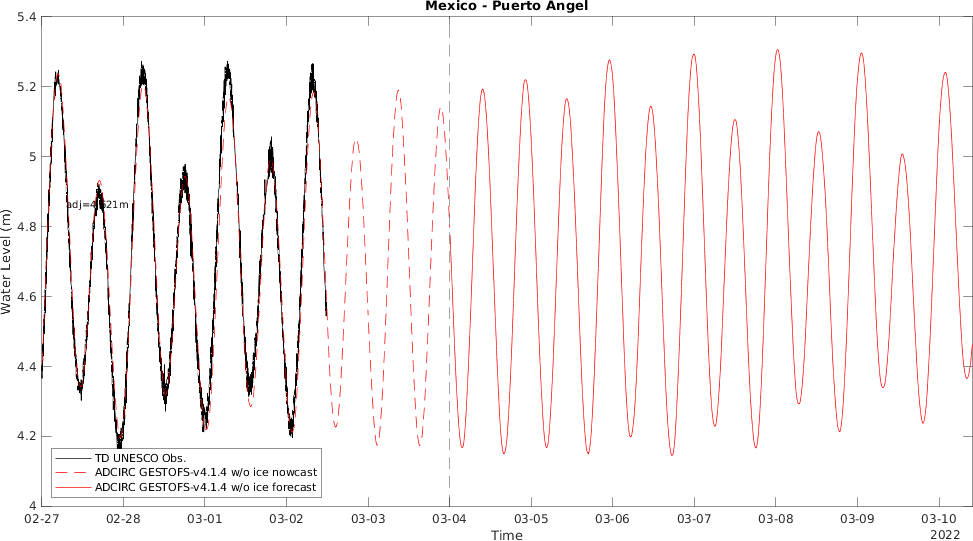 Mexico - Puerto Angel
5.4
5.2
5
4.8
4.6
4.4
4.2
4
Water Level (m)
adj=4.621m
TD UNESCO Obs.
ADCIRC GESTOFS-v4.1.4 w/o ice nowcast
ADCIRC GESTOFS-v4.1.4 w/o ice forecast
02-27 02-28 03-01 03-02 03-03 03-04 03-05 03-06 03-07 03-08 03-09 03-10
Time
2022